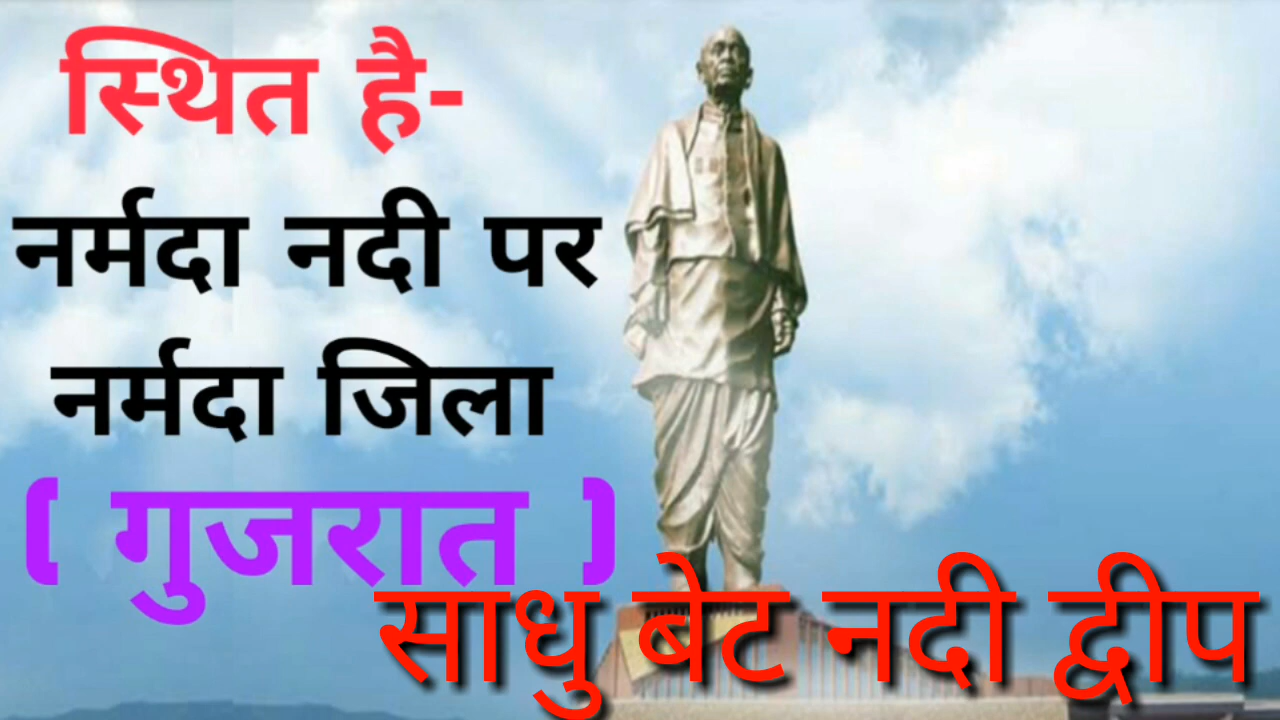 स्थित है-
नर्मदा नदी पर
नर्मदा जिला
( गुजरात )
साधु बेट नदी द्वीप